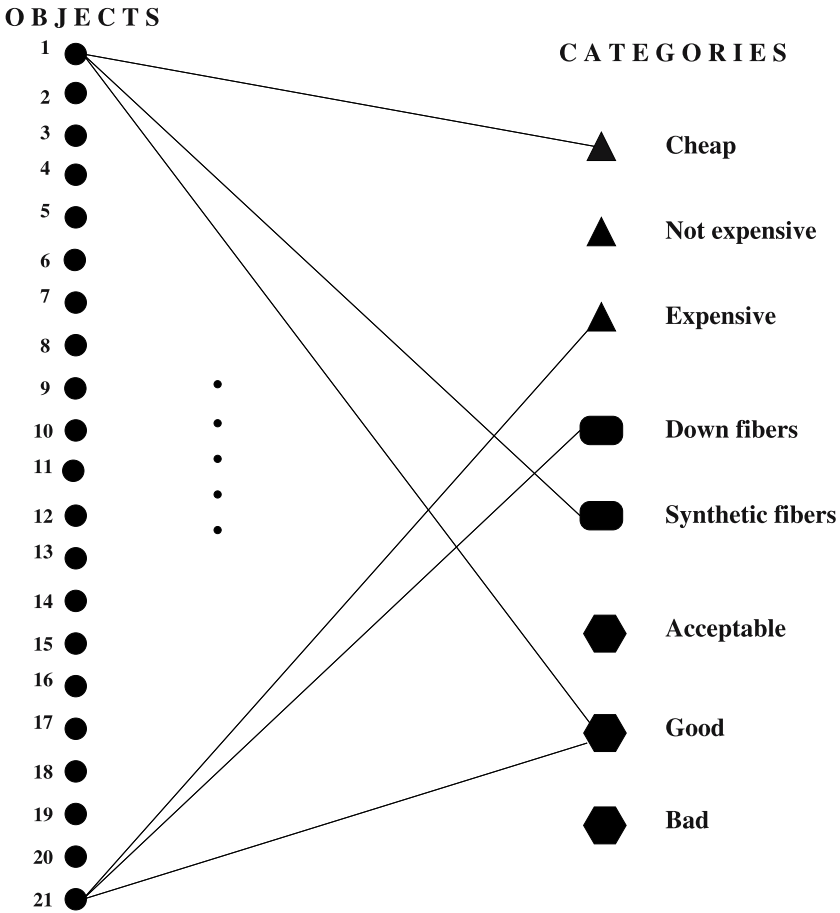 OBJECTS
CATEGORIES
1
2
3
4
5
6
7
8
9
10
11
12
13
14
15
16
17
18
19
20
21
Cheap
Not expensive
Expensive
Down fibers
Synthetic fibers
Acceptable
Good
Bad